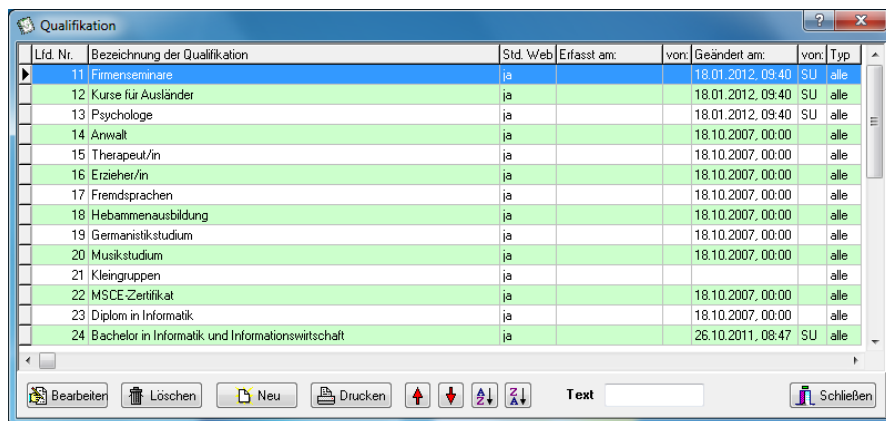 Qualifikation
Lfd. Nr. Bezeichnung der Qualifikation Std. Web Erfasst am: von: Geändert am: von: Typ
11 Firmenseminare ja 18.01.2012, 09:40 SU alle
12 Kurse für Ausländer ja 18.01.2012, 09:40 SU alle
13 Psychologe ja 18.01.2012, 09:40 SU alle
14 Anwalt ja 18.10.2007, 00:00 alle
15 Therapeut/in ja 18.10.2007, 00:00 alle
16 Erzieher/in ja 18.10.2007, 00:00 alle
17 Fremdsprachen ja 18.10.2007, 00:00 alle
18 Hebammenausbildung ja 18.10.2007, 00:00 alle
19 Germanistikstudium ja 18.10.2007, 00:00 alle
20 Musikstudium ja 18.10.2007, 00:00 alle
21 Kleingruppen ja alle
22 MSCE-Zertifikat ja 18.10.2007, 00:00 alle
23 Diplom in Informatik ja 18.10.2007, 00:00 alle
24 Bachelor in Informatik und Informationswirtschaft ja 26.10.2011, 08:47 SU alle
Bearbeiten Löschen Neu Drucken Text Schließen